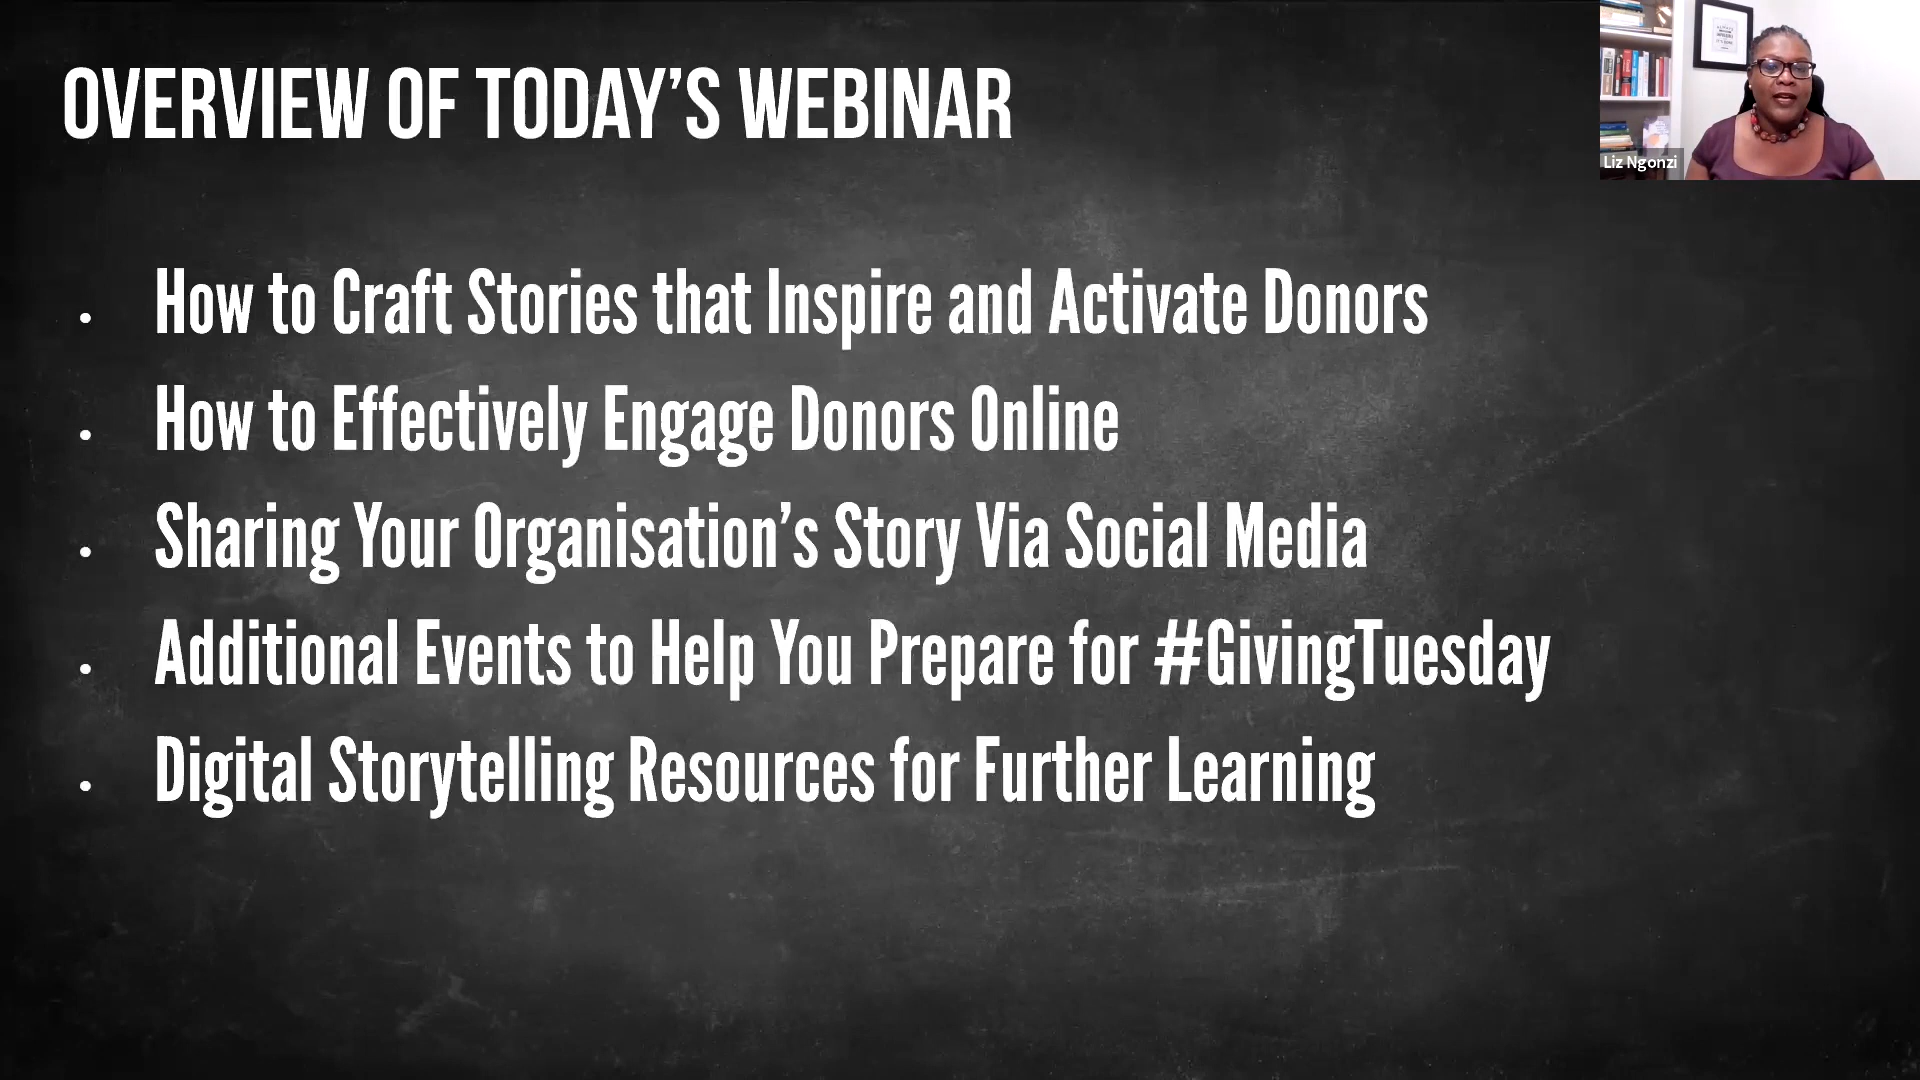 OVERVIEW OF TODAY'S WEBINAR
Liz Ngonzi
• How to Craft Stories that Inspire and Activate Donors
• How to Effectively Engage Donors Online
• Sharing Your Organisation's Story Via Social Media
• Additional Events to Help You Prepare for #GivingTuesday
• Digital Storytelling Resources for Further Learning